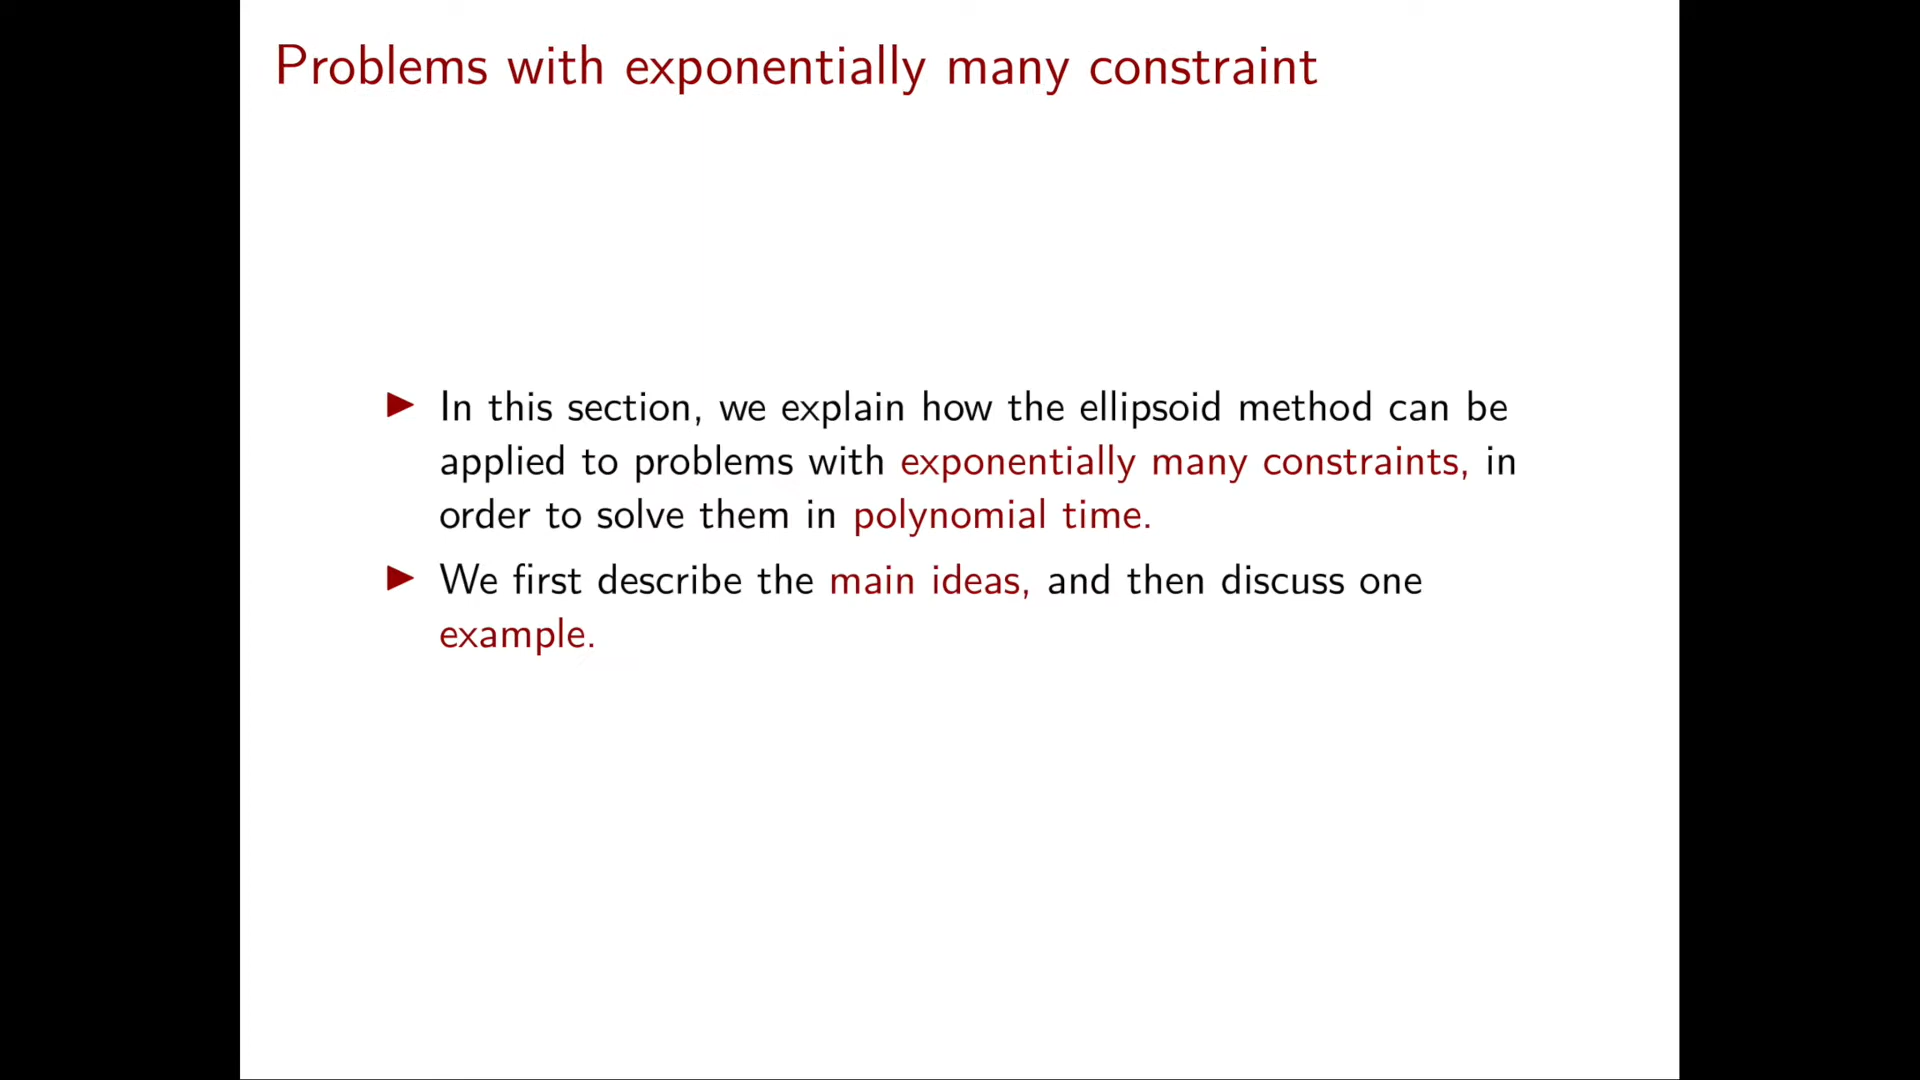 Problems with exponentially many constraint
▶ In this section, we explain how the ellipsoid method can be
applied to problems with exponentially many constraints, in
order to solve them in polynomial time.
▶ We first describe the main ideas, and then discuss one
example.